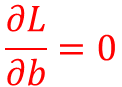 ∂L/∂b = 0